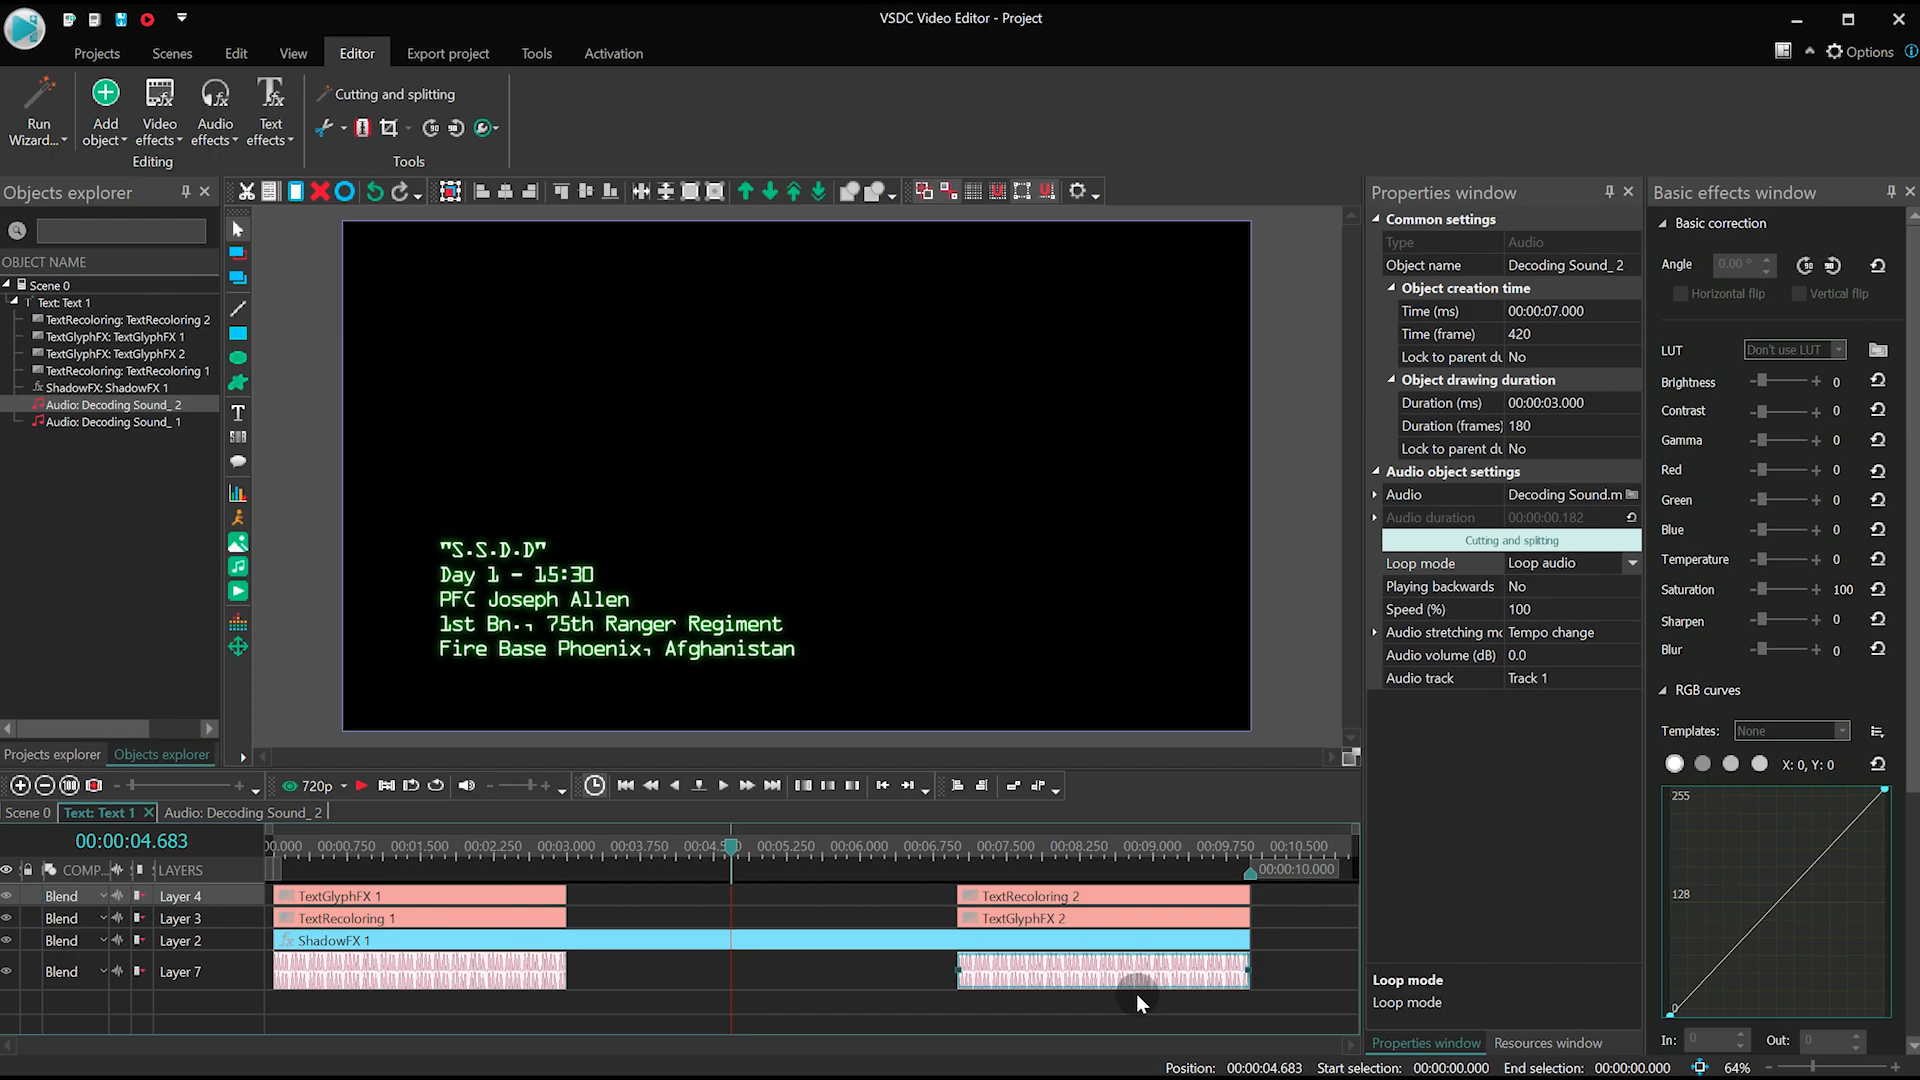 VSDC Video Editor - Project
Projects
Scenes
Edit
View
Editor
Export project
Tools
Activation
Options
Run Wizard...
Add object
Video effects
Audio effects
Text effects
Editing
Cutting and splitting
Tools
Objects explorer
OBJECT NAME
Scene 0
Text: Text 1
TextRecoloring: TextRecoloring 2
TextGlyphFX: TextGlyphFX 1
TextGlyphFX: TextGlyphFX 2
TextRecoloring: TextRecoloring 1
ShadowFX: ShadowFX 1
Audio: Decoding Sound_ 2
Audio: Decoding Sound_ 1
Projects explorer
Objects explorer
"S.S.D.D"
Day 1 - 15:30
PFC Joseph Allen
1st Bn., 75th Ranger Regiment
Fire Base Phoenix, Afghanistan
Properties window
Common settings
Type Audio
Object name Decoding Sound_ 2
Object creation time
Time (ms) 00:00:07.000
Time (frame) 420
Lock to parent du No
Object drawing duration
Duration (ms) 00:00:03.000
Duration (frames) 180
Lock to parent du No
Audio object settings
Audio Decoding Sound.m
Audio duration 00:00:00.182
Cutting and splitting
Loop mode Loop audio
Playing backwards No
Speed (%) 100
Audio stretching mc Tempo change
Audio volume (dB) 0.0
Audio track Track 1
Loop mode
Loop mode
Properties window
Resources window
Basic effects window
Basic correction
Angle 0.00 °
Horizontal flip
Vertical flip
LUT Don't use LUT
Brightness 0
Contrast 0
Gamma 0
Red 0
Green 0
Blue 0
Temperature 0
Saturation 100
Sharpen 0
Blur 0
RGB curves
Templates: None
X: 0, Y: 0
255
128
0
In: 0
Out: 0
720p
Scene 0
Text: Text 1
Audio: Decoding Sound_ 2
00:00:04.683
00.000 00:00.750 00:01.500 00:02.250 00:03.000 00:03.750 00:04.5 00:05.250 00:06.000 00:06.750 00:07.500 00:08.250 00:09.000 00:09.750 00:10.500
00:00:10.000
COMP...
LAYERS
Blend Layer 4 TextGlyphFX 1 TextRecoloring 2
Blend Layer 3 TextRecoloring 1 TextGlyphFX 2
Blend Layer 2 ShadowFX 1
Blend Layer 7
Position: 00:00:04.683 Start selection: 00:00:00.000 End selection: 00:00:00.000 64%